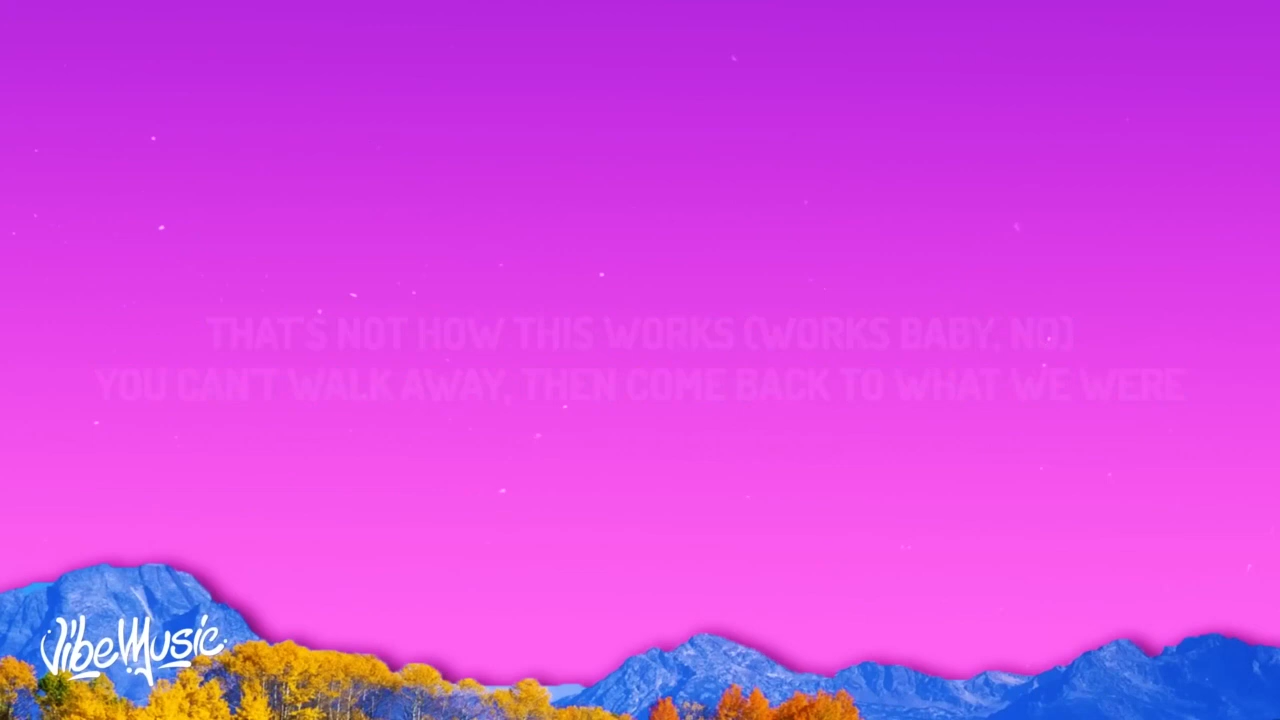 THAT'S NOT HOW THIS WORKS (WORKS BABY, NO)
YOU CAN'T WALK AWAY, THEN COME BACK TO WHAT WE WERE
VibeMusic